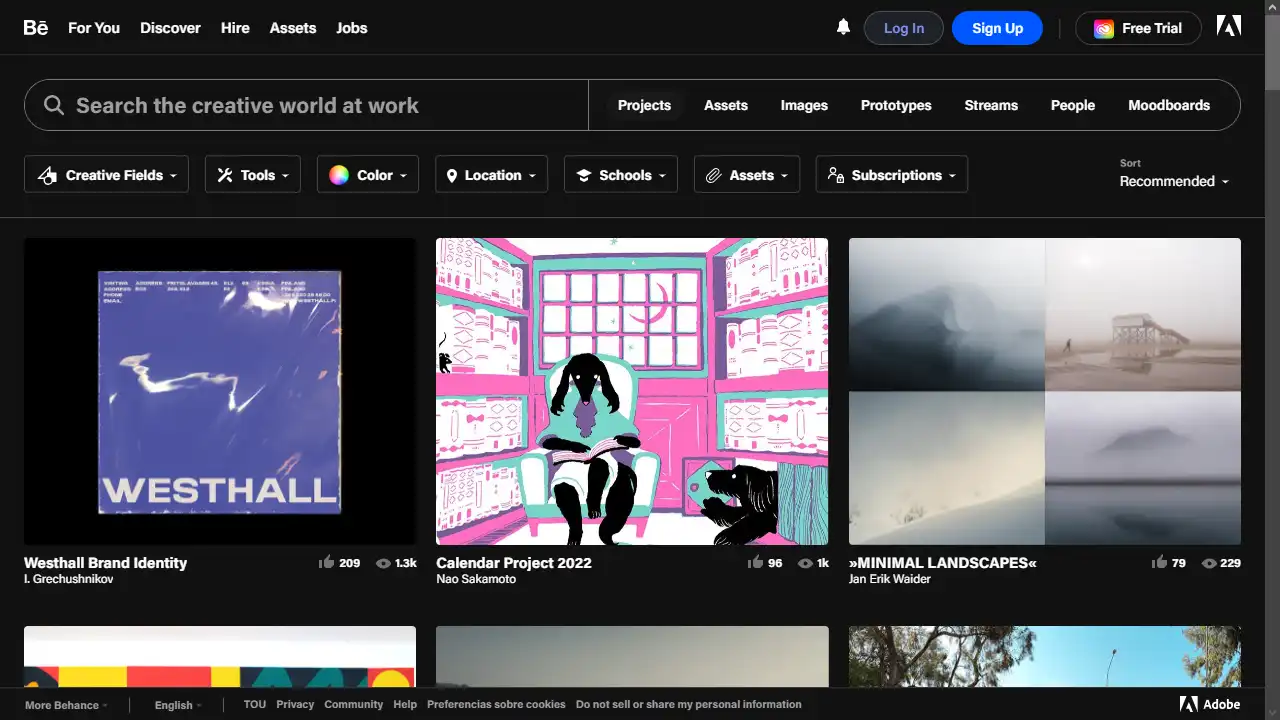 Bē For You Discover Hire Assets Jobs Log In Sign Up Free Trial
Search the creative world at work Projects Assets Images Prototypes Streams People Moodboards
Creative Fields Tools Color Location Schools Assets Subscriptions
Sort
Recommended
WESTHALL
Westhall Brand Identity 209 1.3k
I. Grechushnikov
Calendar Project 2022 96 1k
Nao Sakamoto
»MINIMAL LANDSCAPES« 79 229
Jan Erik Waider
More Behance English TOU Privacy Community Help Preferencias sobre cookies Do not sell or share my personal information Adobe